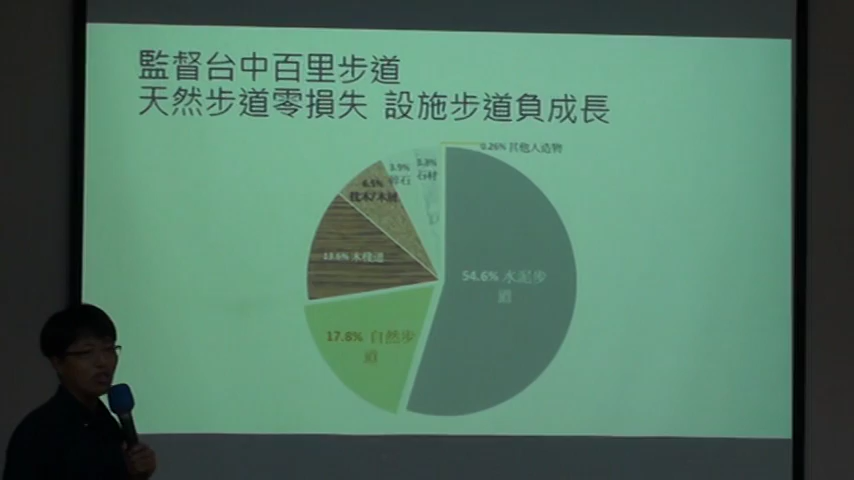 監督台中百里步道
天然步道零損失 設施步道負成長
0.26% 其他人造物
3.9%
碎石
3.3%
石材
6.5%
枕木/木棧
13.6% 木棧道
54.6% 水泥步
道
17.8% 自然步
道